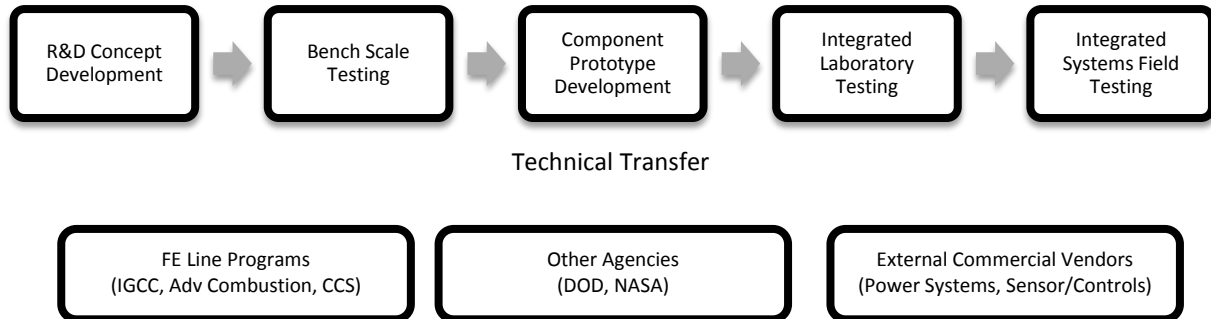 R&D Concept
Development
Bench Scale
Testing
Component
Prototype
Development
Integrated
Laboratory
Testing
Integrated
Systems Field
Testing
Technical Transfer
FE Line Programs
(IGCC, Adv Combustion, CCS)
Other Agencies
(DOD, NASA)
External Commercial Vendors
(Power Systems, Sensor/Controls)